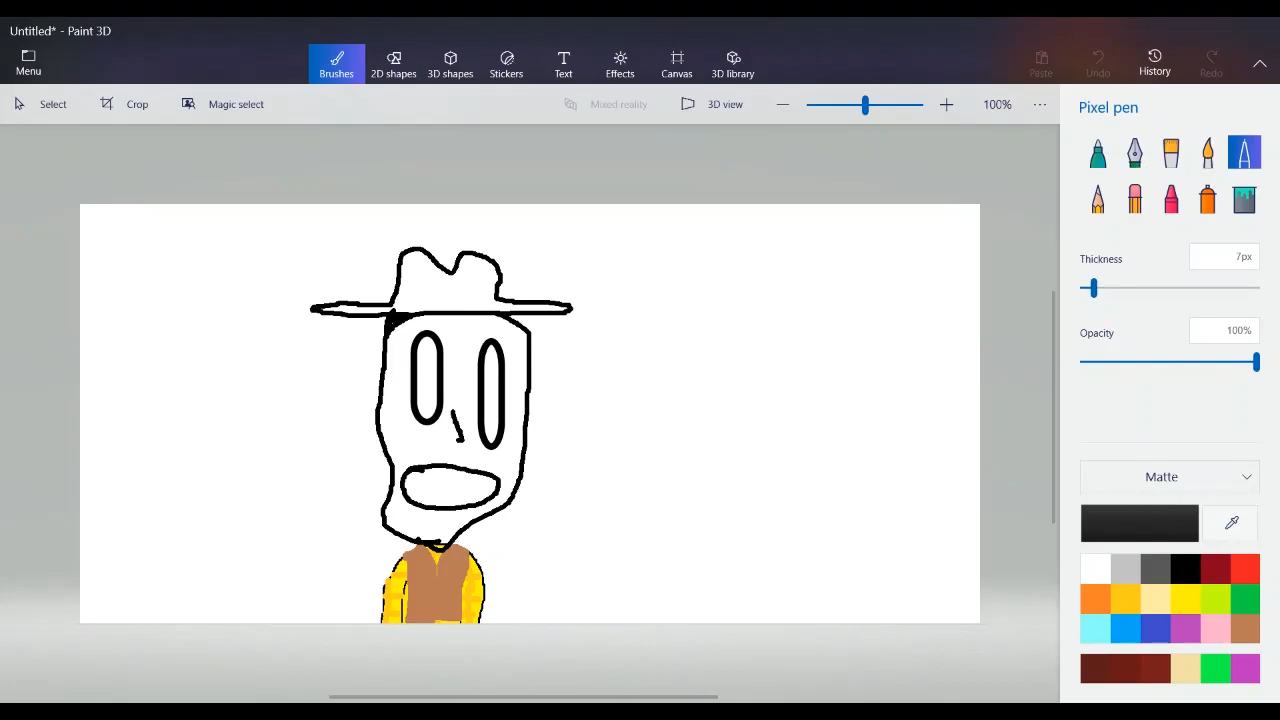 Untitled* - Paint 3D
Menu
Brushes
2D shapes
3D shapes
Stickers
Text
Effects
Canvas
3D library
Paste
Undo
History
Redo
Select
Crop
Magic select
Mixed reality
3D view
100%
Pixel pen
Thickness
7px
Opacity
100%
Matte